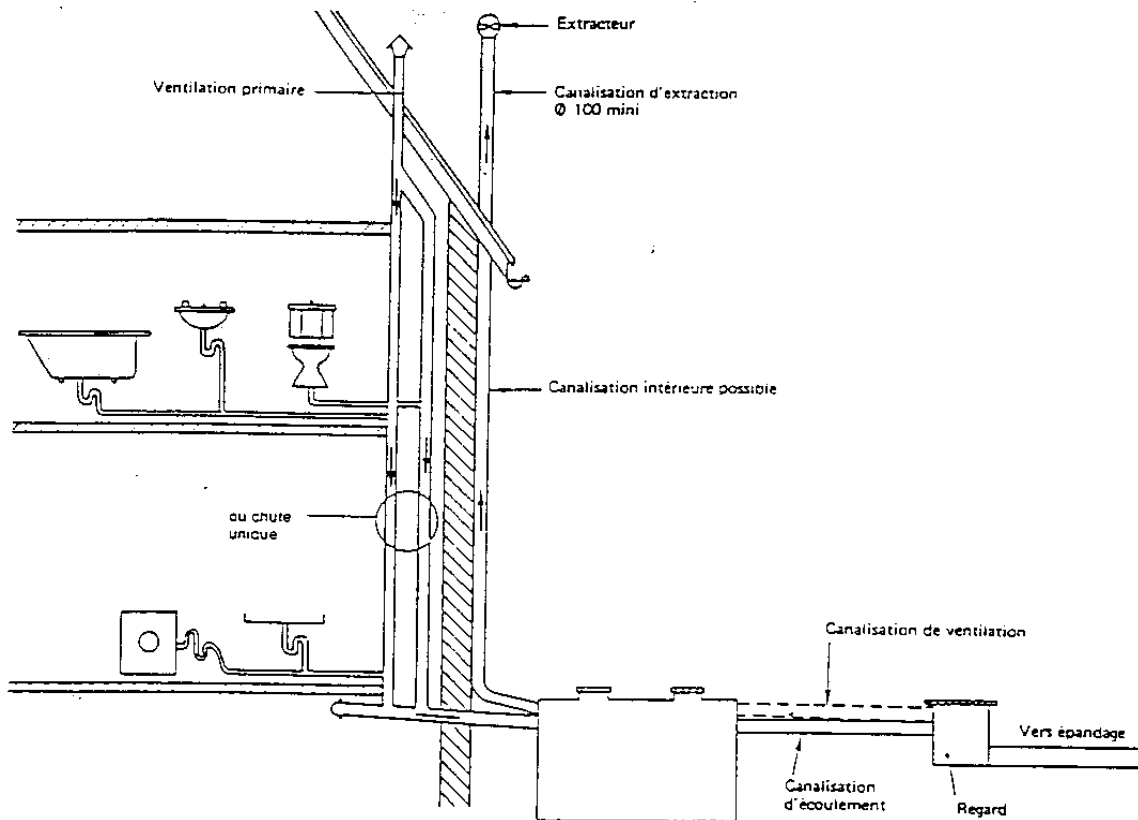 Extracteur
Ventilation primaire
Canalisation d'extraction
Ø 100 mini
Canalisation intérieure possible
ou chute
unique
Canalisation de ventilation
Vers épandage
Canalisation
d'écoulement
Regard